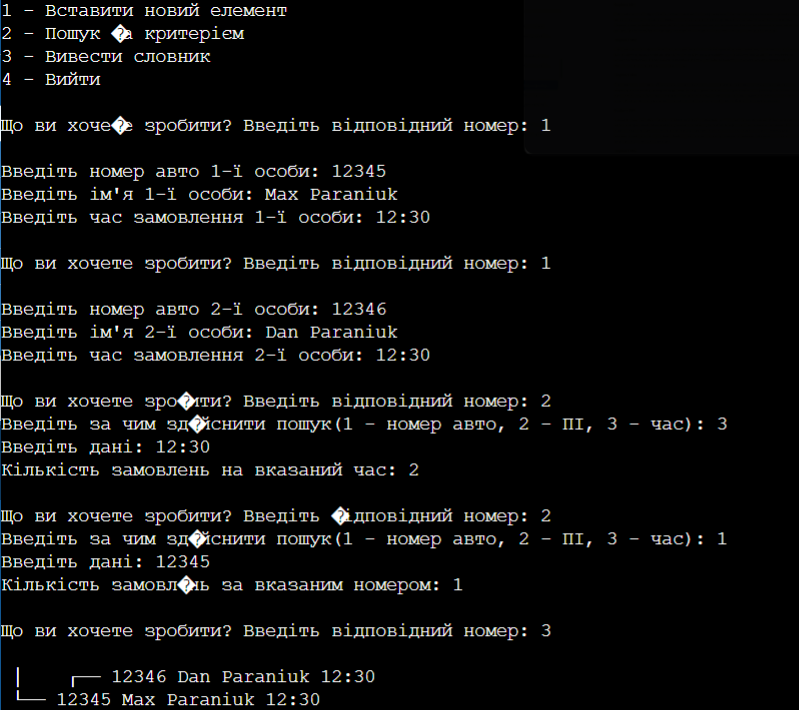 1 - Вставити новий елемент
2 - Пошук �а критерієм
3 - Вивести словник
4 - Вийти
Що ви хоче�е зробити? Введіть відповідний номер: 1
Введіть номер авто 1-ї особи: 12345
Введіть ім'я 1-ї особи: Max Paraniuk
Введіть час замовлення 1-ї особи: 12:30
Що ви хочете зробити? Введіть відповідний номер: 1
Введіть номер авто 2-ї особи: 12346
Введіть ім'я 2-ї особи: Dan Paraniuk
Введіть час замовлення 2-ї особи: 12:30
Що ви хочете зро�ити? Введіть відповідний номер: 2
Введіть за чим зд�йснити пошук(1 - номер авто, 2 - ПІ, 3 - час): 3
Введіть дані: 12:30
Кількість замовлень на вказаний час: 2
Що ви хочете зробити? Введіть �ідповідний номер: 2
Введіть за чим зд�йснити пошук(1 - номер авто, 2 - ПІ, 3 - час): 1
Введіть дані: 12345
Кількість замовл�нь за вказаним номером: 1
Що ви хочете зробити? Введіть відповідний номер: 3
│   ┌── 12346 Dan Paraniuk 12:30
└── 12345 Max Paraniuk 12:30